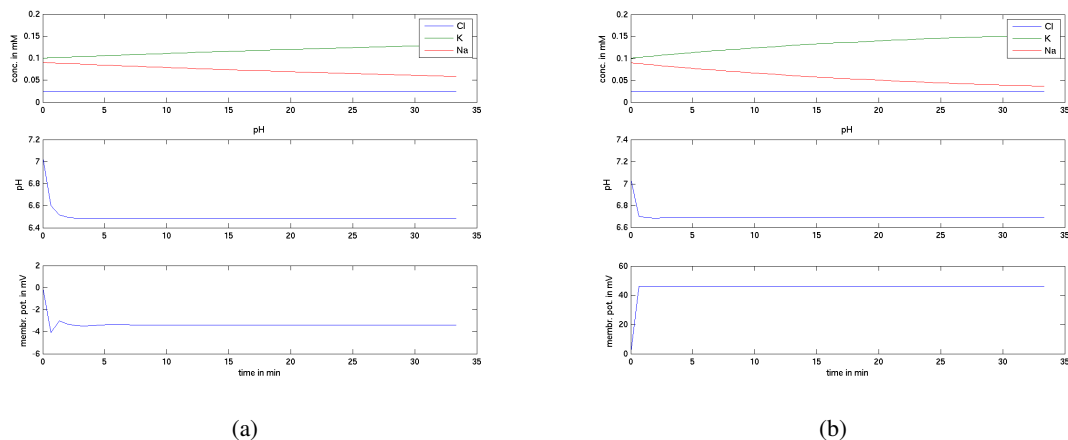 conc. in mM
0.2
0.15
0.1
0.05
0
Cl
K
Na
0 5 10 15 20 25 30 35
pH
pH
7.2
7
6.8
6.6
6.4
0 5 10 15 20 25 30 35
membr. pot. in mV
2
0
-2
-4
-6
0 5 10 15 20 25 30 35
time in min
(a)
conc. in mM
0.2
0.15
0.1
0.05
0
Cl
K
Na
0 5 10 15 20 25 30 35
pH
pH
7.4
7.2
7
6.8
6.6
0 5 10 15 20 25 30 35
membr. pot. in mV
60
40
20
0
0 5 10 15 20 25 30 35
time in min
(b)